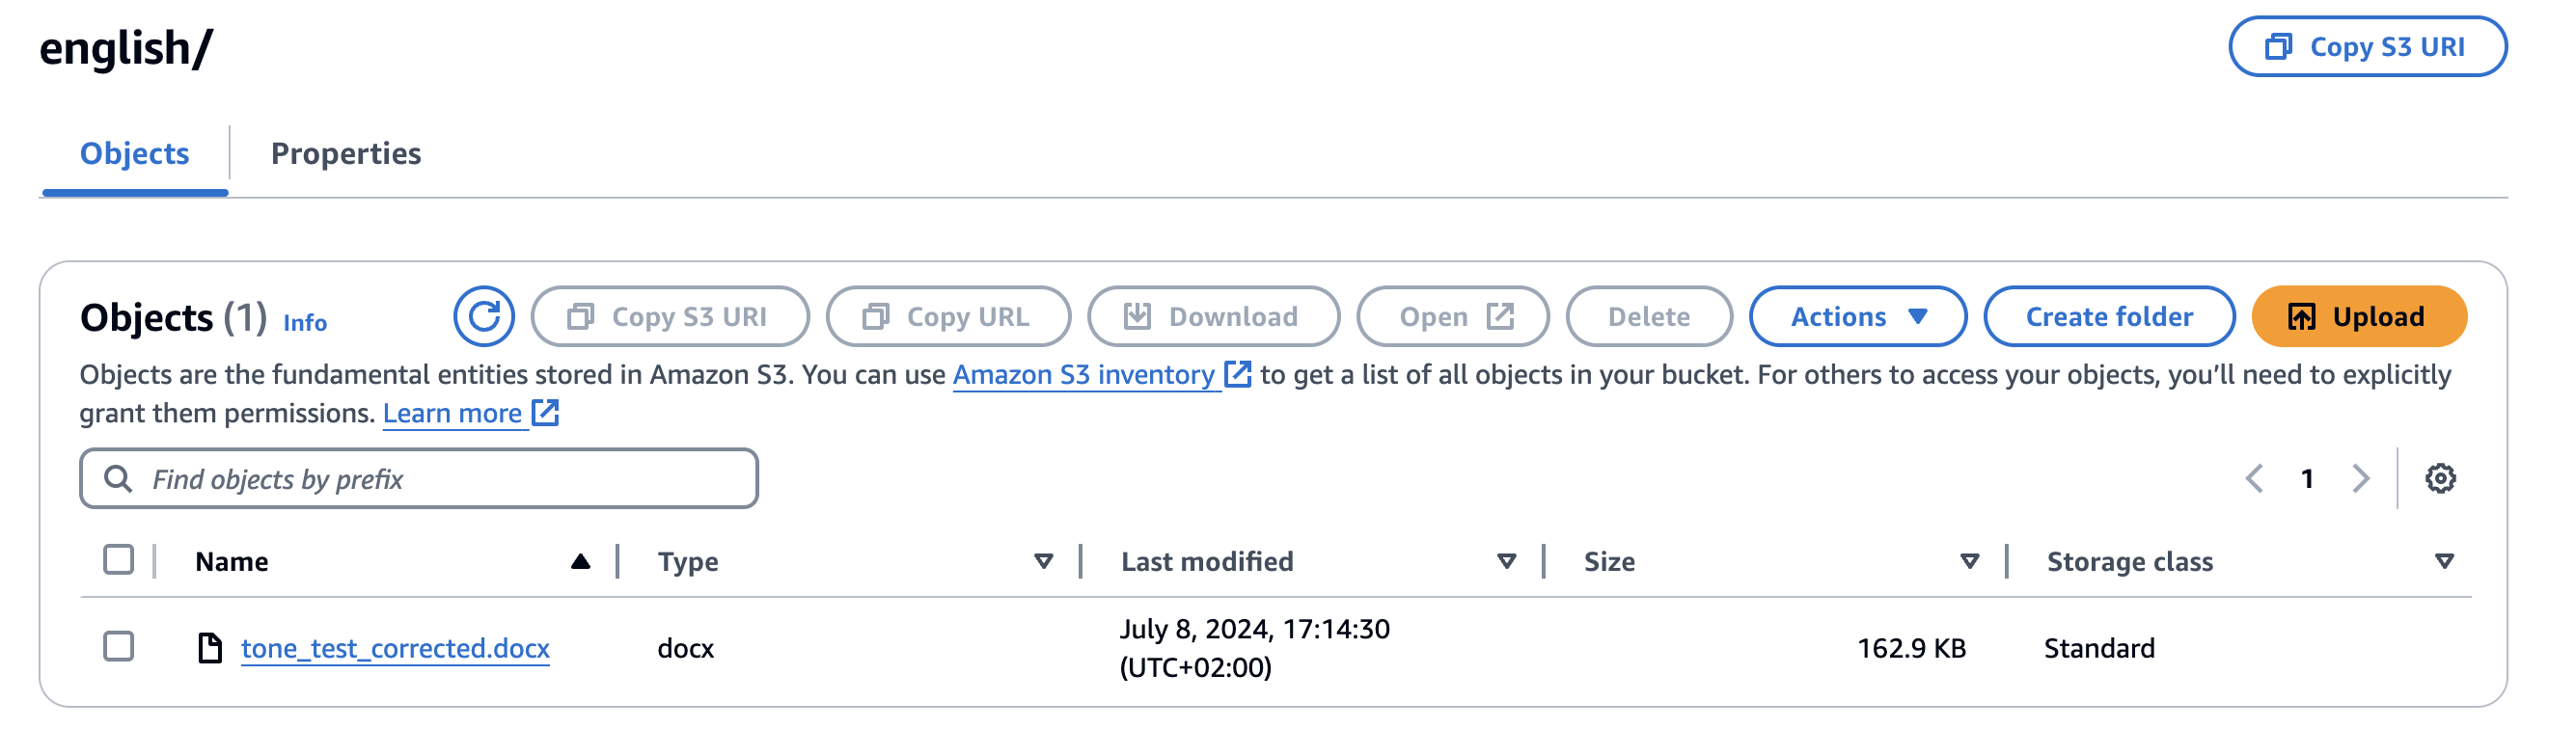 english/
Copy S3 URI
Objects
Properties
Objects (1) Info
Copy S3 URI
Copy URL
Download
Open
Delete
Actions
Create folder
Upload
Objects are the fundamental entities stored in Amazon S3. You can use Amazon S3 inventory to get a list of all objects in your bucket. For others to access your objects, you’ll need to explicitly
grant them permissions. Learn more
Find objects by prefix
1
Name
Type
Last modified
Size
Storage class
tone_test_corrected.docx
docx
July 8, 2024, 17:14:30
(UTC+02:00)
162.9 KB
Standard